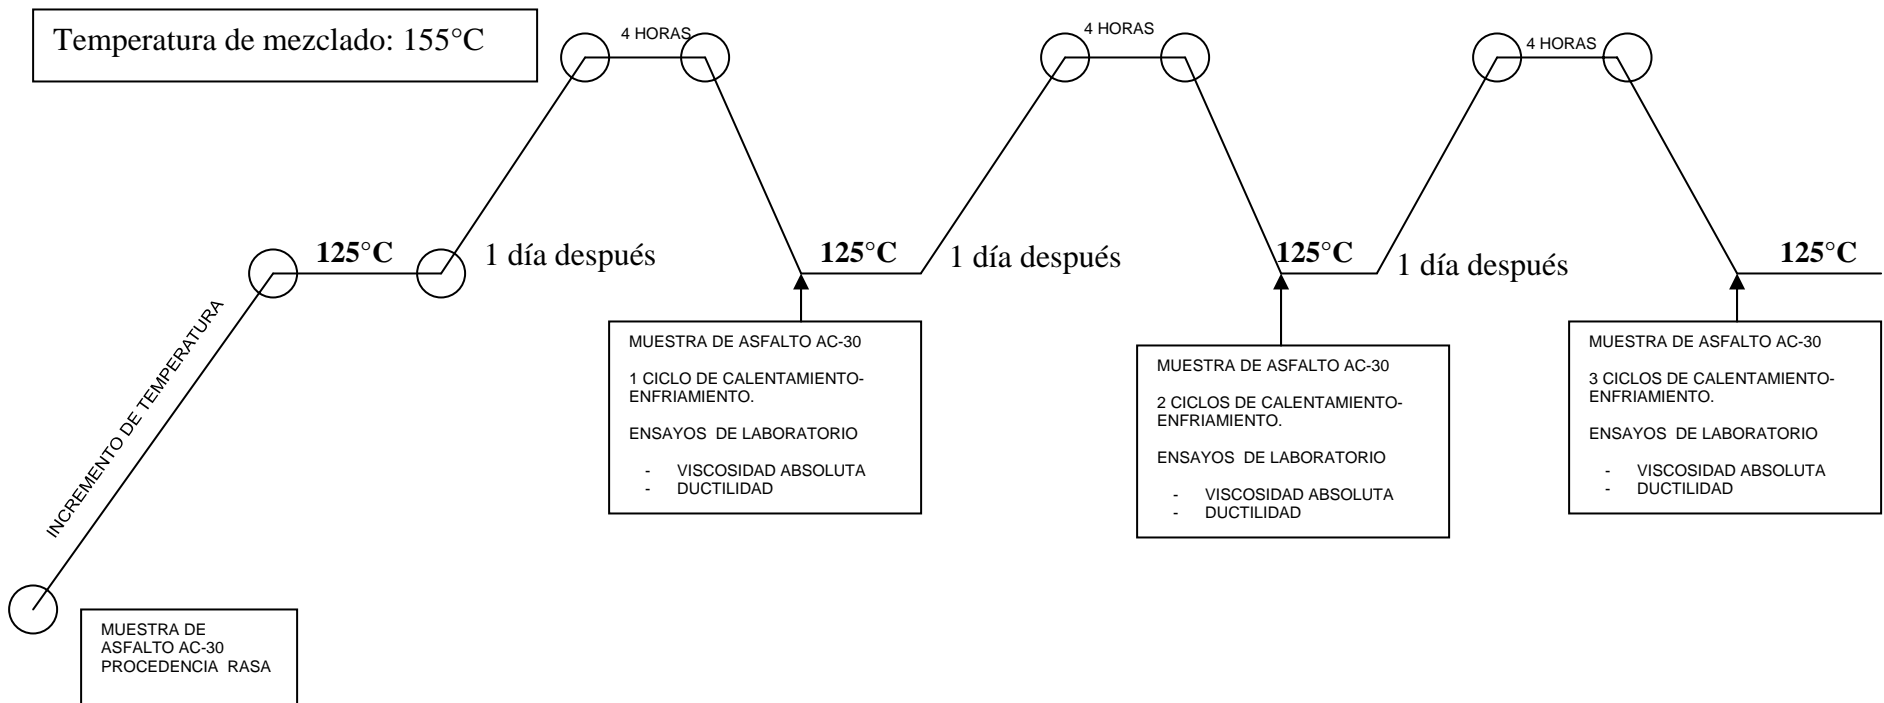 Temperatura de mezclado: 155°C
4 HORAS
4 HORAS
4 HORAS
125°C
1 día después
125°C
1 día después
125°C
1 día después
125°C
INCREMENTO DE TEMPERATURA
MUESTRA DE ASFALTO AC-30
1 CICLO DE CALENTAMIENTO-
ENFRIAMIENTO.
ENSAYOS DE LABORATORIO
- VISCOSIDAD ABSOLUTA
- DUCTILIDAD
MUESTRA DE ASFALTO AC-30
2 CICLOS DE CALENTAMIENTO-
ENFRIAMIENTO.
ENSAYOS DE LABORATORIO
- VISCOSIDAD ABSOLUTA
- DUCTILIDAD
MUESTRA DE ASFALTO AC-30
3 CICLOS DE CALENTAMIENTO-
ENFRIAMIENTO.
ENSAYOS DE LABORATORIO
- VISCOSIDAD ABSOLUTA
- DUCTILIDAD
MUESTRA DE
ASFALTO AC-30
PROCEDENCIA RASA